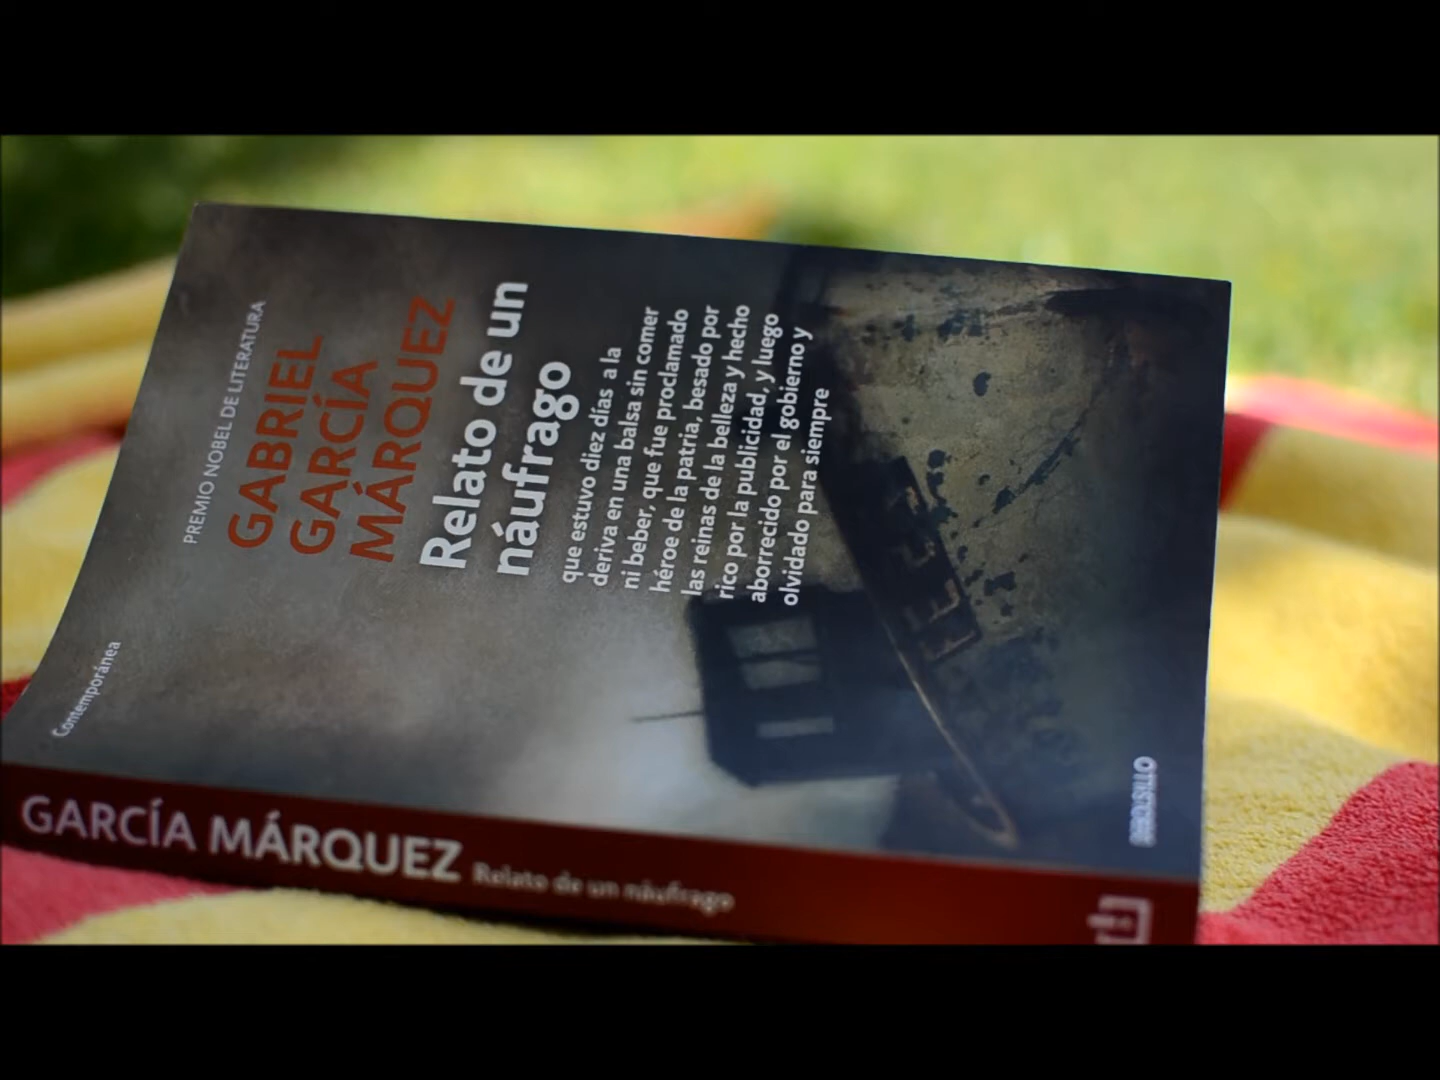 PREMIO NOBEL DE LITERATURA
GABRIEL
GARCÍA
MÁRQUEZ
Relato de un
náufrago
que estuvo diez días a la
deriva en una balsa sin comer
ni beber, que fue proclamado
héroe de la patria, besado por
las reinas de la belleza y hecho
rico por la publicidad, y luego
aborrecido por el gobierno y
olvidado para siempre
Contemporánea
GARCÍA MÁRQUEZ Relato de un náufrago